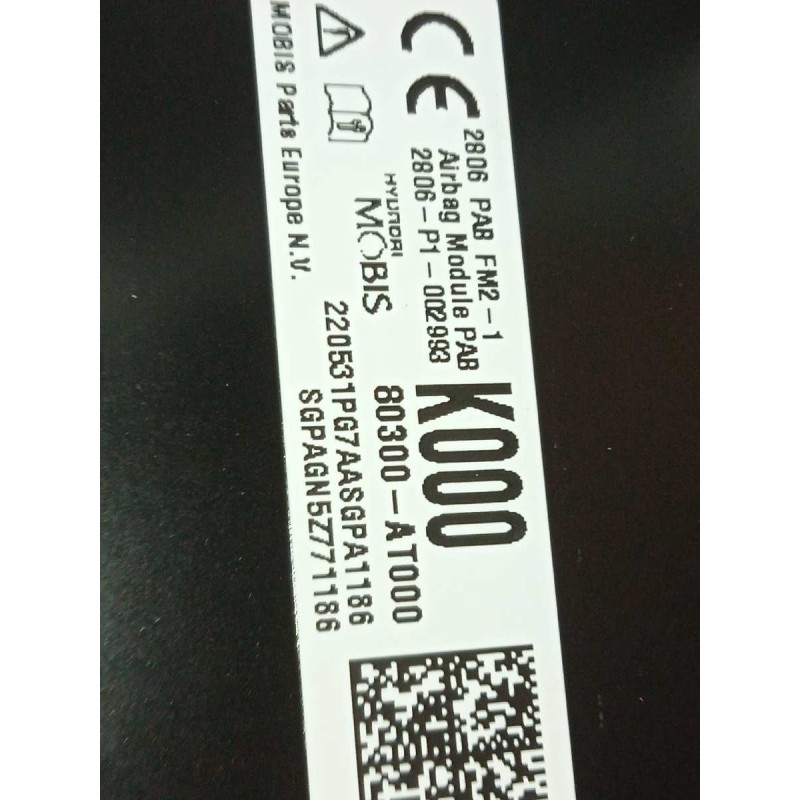 CE
2806 PAB FM2-1
Airbag Module PAB
2806-P1-002993
K000
HYUNDAI
MOBIS
80300-AT000
220531PG7AASGPA1186
SGPAGN5Z771186
MOBIS Parts Europe N.V.